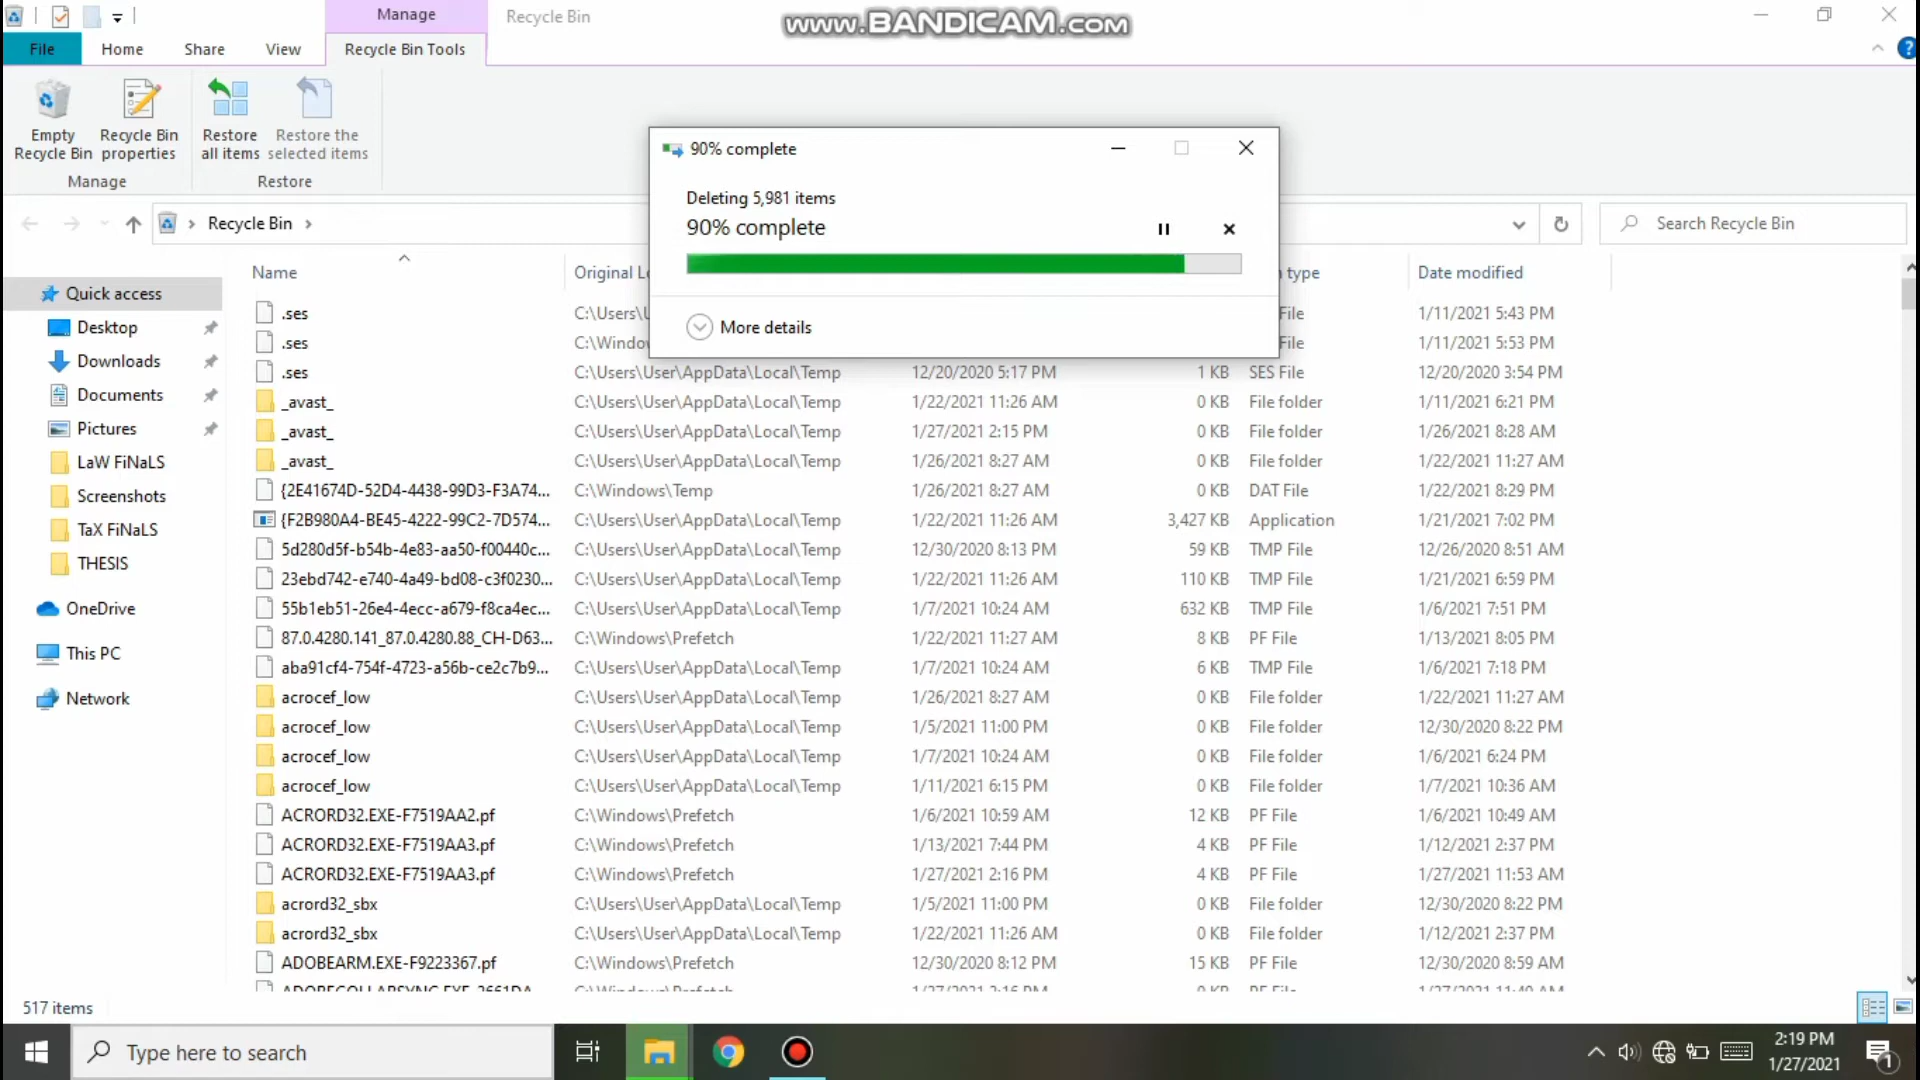 Manage
Recycle Bin
www.BANDICAM.com
File
Home
Share
View
Recycle Bin Tools
Empty Recycle Bin
Recycle Bin properties
Restore all items
Restore the selected items
Manage
Restore
90% complete
Deleting 5,981 items
90% complete
More details
Recycle Bin
Search Recycle Bin
Name
Original Lo
type
Date modified
Quick access
Desktop
Downloads
Documents
Pictures
LaW FiNaLS
Screenshots
TaX FiNaLS
THESIS
OneDrive
This PC
Network
.ses C:\Users\U File 1/11/2021 5:43 PM
.ses C:\Windo File 1/11/2021 5:53 PM
.ses C:\Users\User\AppData\Local\Temp 12/20/2020 5:17 PM 1 KB SES File 12/20/2020 3:54 PM
_avast_ C:\Users\User\AppData\Local\Temp 1/22/2021 11:26 AM 0 KB File folder 1/11/2021 6:21 PM
_avast_ C:\Users\User\AppData\Local\Temp 1/27/2021 2:15 PM 0 KB File folder 1/26/2021 8:28 AM
_avast_ C:\Users\User\AppData\Local\Temp 1/26/2021 8:27 AM 0 KB File folder 1/22/2021 11:27 AM
{2E41674D-52D4-4438-99D3-F3A74... C:\Windows\Temp 1/26/2021 8:27 AM 0 KB DAT File 1/22/2021 8:29 PM
{F2B980A4-BE45-4222-99C2-7D574... C:\Users\User\AppData\Local\Temp 1/22/2021 11:26 AM 3,427 KB Application 1/21/2021 7:02 PM
5d280d5f-b54b-4e83-aa50-f00440c... C:\Users\User\AppData\Local\Temp 12/30/2020 8:13 PM 59 KB TMP File 12/26/2020 8:51 AM
23ebd742-e740-4a49-bd08-c3f0230... C:\Users\User\AppData\Local\Temp 1/22/2021 11:26 AM 110 KB TMP File 1/21/2021 6:59 PM
55b1eb51-26e4-4ecc-a679-f8ca4ec... C:\Users\User\AppData\Local\Temp 1/7/2021 10:24 AM 632 KB TMP File 1/6/2021 7:51 PM
87.0.4280.141_87.0.4280.88_CH-D63... C:\Windows\Prefetch 1/22/2021 11:27 AM 8 KB PF File 1/13/2021 8:05 PM
aba91cf4-754f-4723-a56b-ce2c7b9... C:\Users\User\AppData\Local\Temp 1/7/2021 10:24 AM 6 KB TMP File 1/6/2021 7:18 PM
acrocef_low C:\Users\User\AppData\Local\Temp 1/26/2021 8:27 AM 0 KB File folder 1/22/2021 11:27 AM
acrocef_low C:\Users\User\AppData\Local\Temp 1/5/2021 11:00 PM 0 KB File folder 12/30/2020 8:22 PM
acrocef_low C:\Users\User\AppData\Local\Temp 1/7/2021 10:24 AM 0 KB File folder 1/6/2021 6:24 PM
acrocef_low C:\Users\User\AppData\Local\Temp 1/11/2021 6:15 PM 0 KB File folder 1/7/2021 10:36 AM
ACRORD32.EXE-F7519AA2.pf C:\Windows\Prefetch 1/6/2021 10:59 AM 12 KB PF File 1/6/2021 10:49 AM
ACRORD32.EXE-F7519AA3.pf C:\Windows\Prefetch 1/13/2021 7:44 PM 4 KB PF File 1/12/2021 2:37 PM
ACRORD32.EXE-F7519AA3.pf C:\Windows\Prefetch 1/27/2021 2:16 PM 4 KB PF File 1/27/2021 11:53 AM
acrord32_sbx C:\Users\User\AppData\Local\Temp 1/5/2021 11:00 PM 0 KB File folder 12/30/2020 8:22 PM
acrord32_sbx C:\Users\User\AppData\Local\Temp 1/22/2021 11:26 AM 0 KB File folder 1/12/2021 2:37 PM
ADOBEARM.EXE-F9223367.pf C:\Windows\Prefetch 12/30/2020 8:12 PM 15 KB PF File 12/30/2020 8:59 AM
517 items
Type here to search
2:19 PM
1/27/2021
1